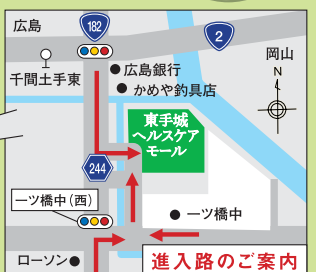 広島
182
2
岡山
千間土手東
広島銀行
かめや釣具店
N
東手城
ヘルスケア
モール
244
一ツ橋中(西)
一ツ橋中
ローソン
進入路のご案内